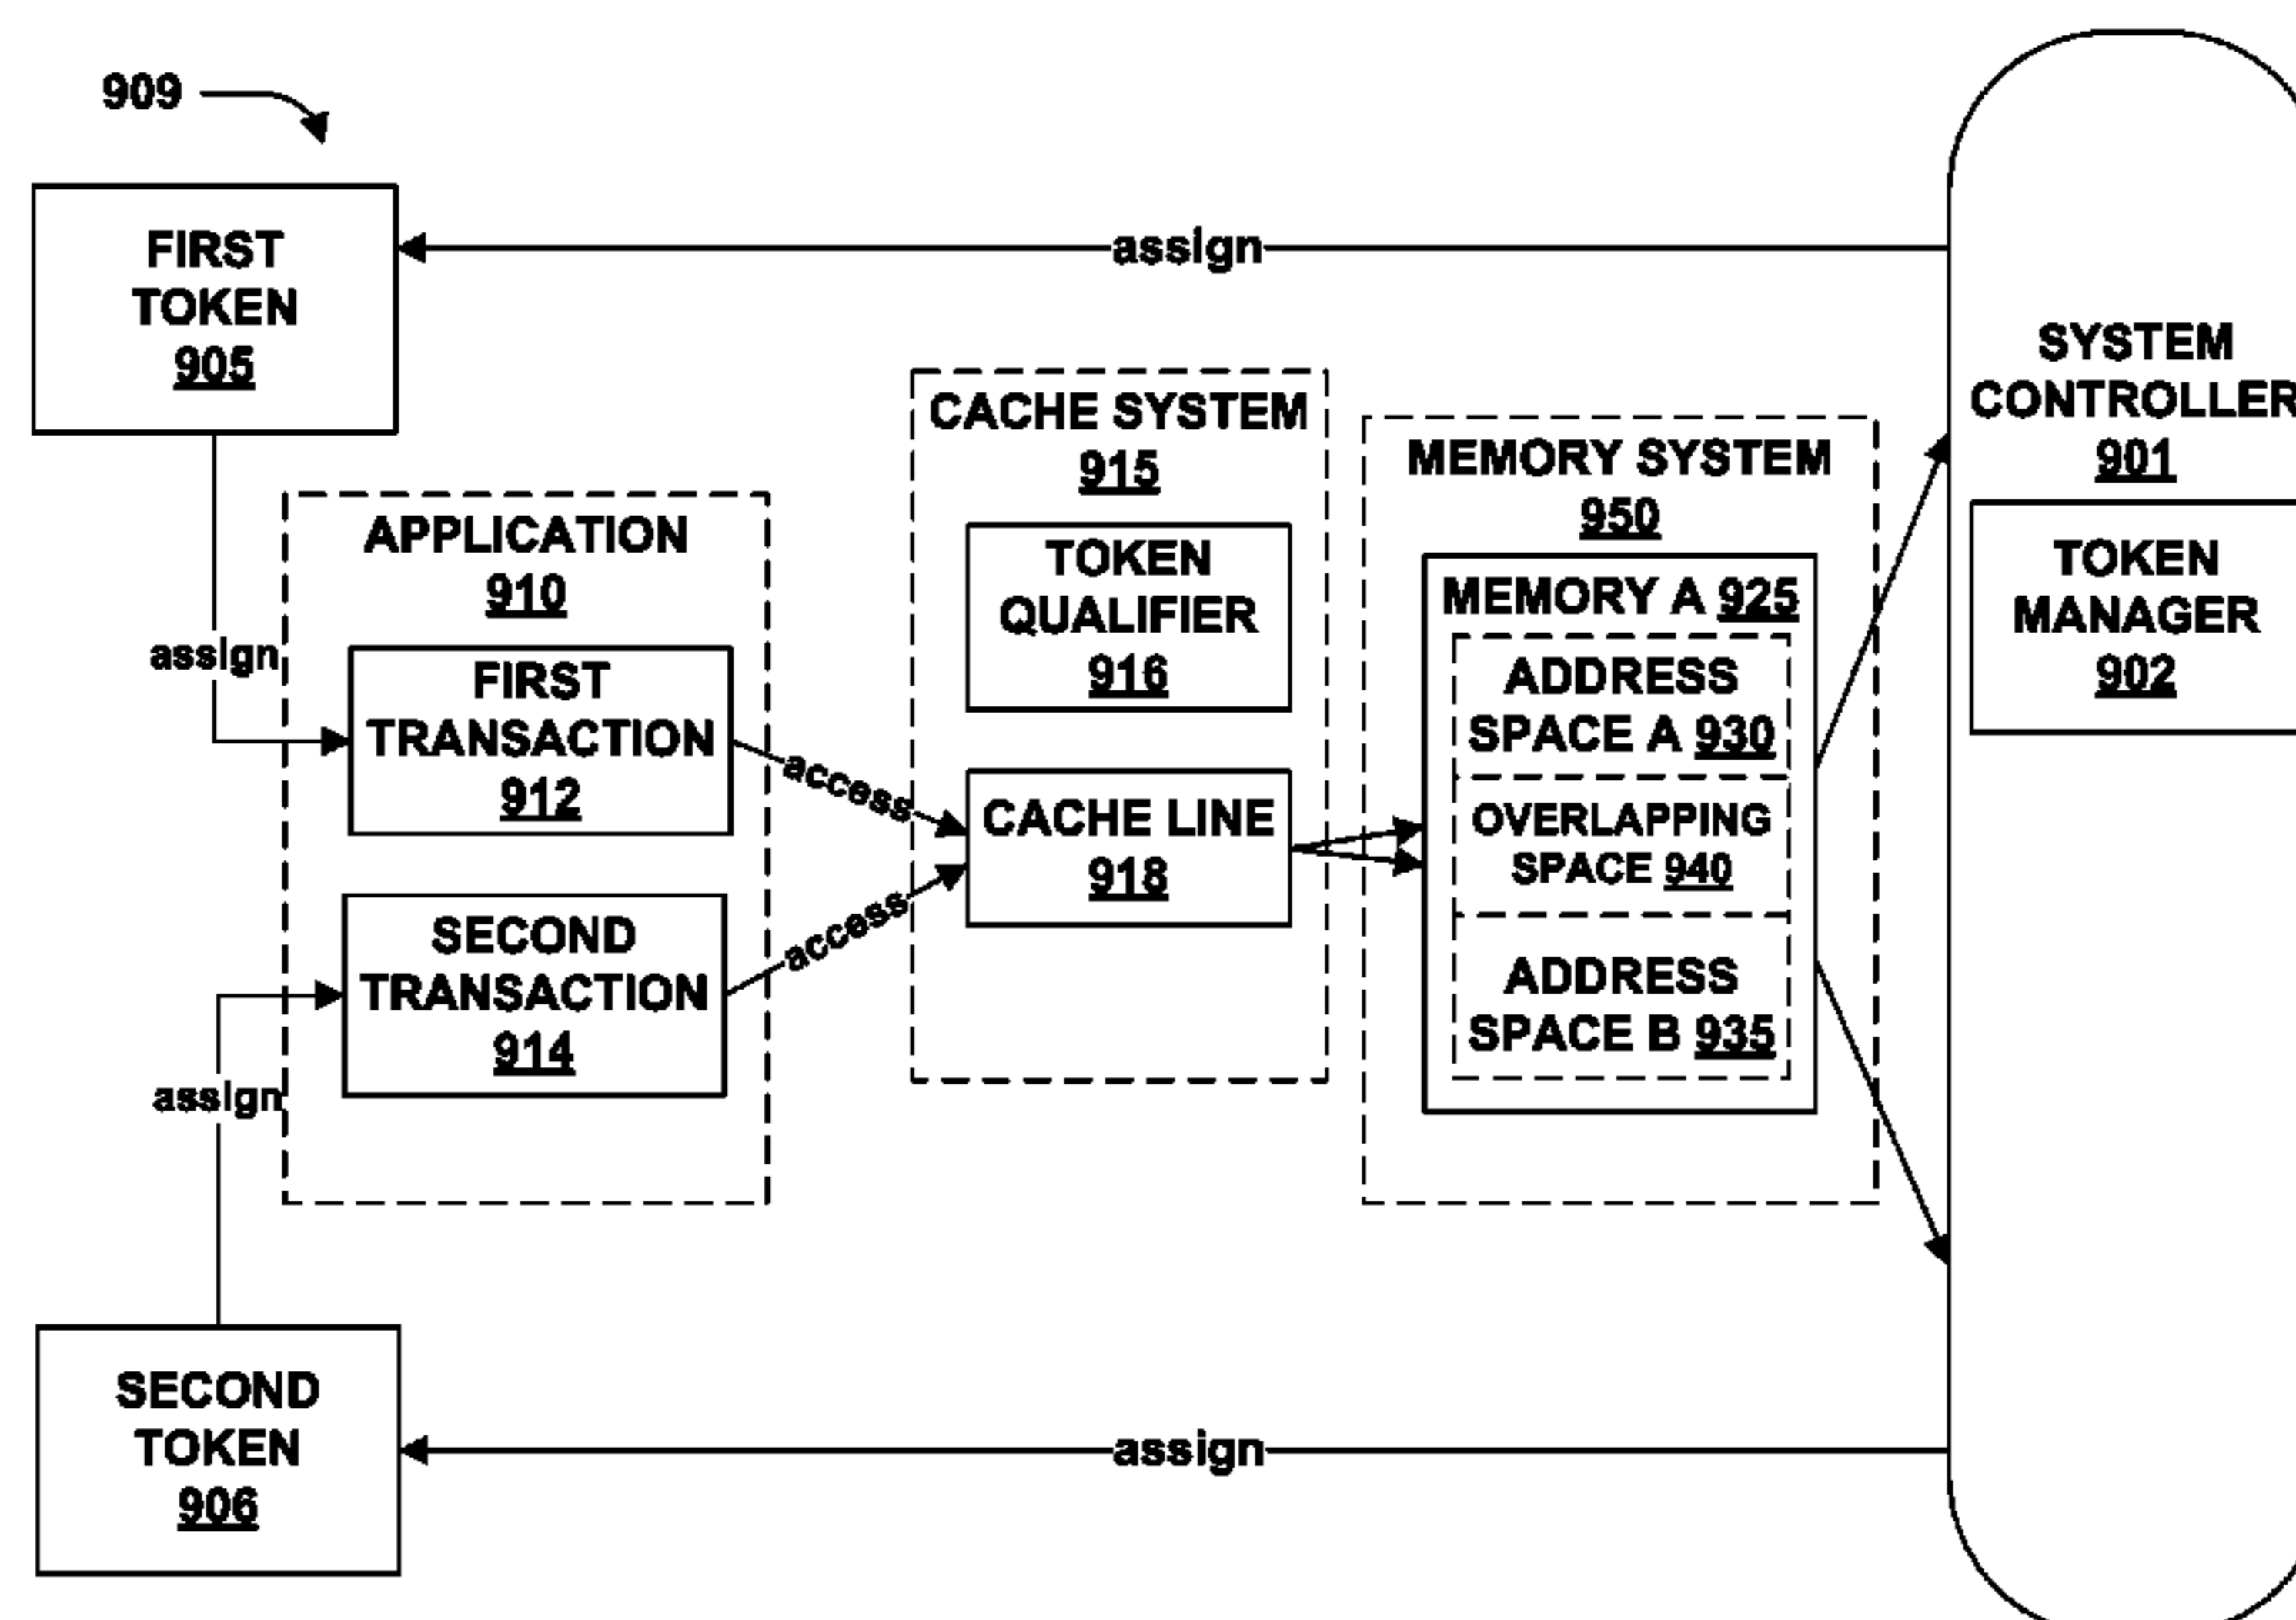 909
FIRST
TOKEN
905
assign
SYSTEM
CONTROLLER
901
TOKEN
MANAGER
902
CACHE SYSTEM
915
TOKEN
QUALIFIER
916
CACHE LINE
918
MEMORY SYSTEM
950
MEMORY A 925
ADDRESS
SPACE A 930
OVERLAPPING
SPACE 940
ADDRESS
SPACE B 935
APPLICATION
910
FIRST
TRANSACTION
912
SECOND
TRANSACTION
914
assign
access
access
assign
SECOND
TOKEN
906
assign